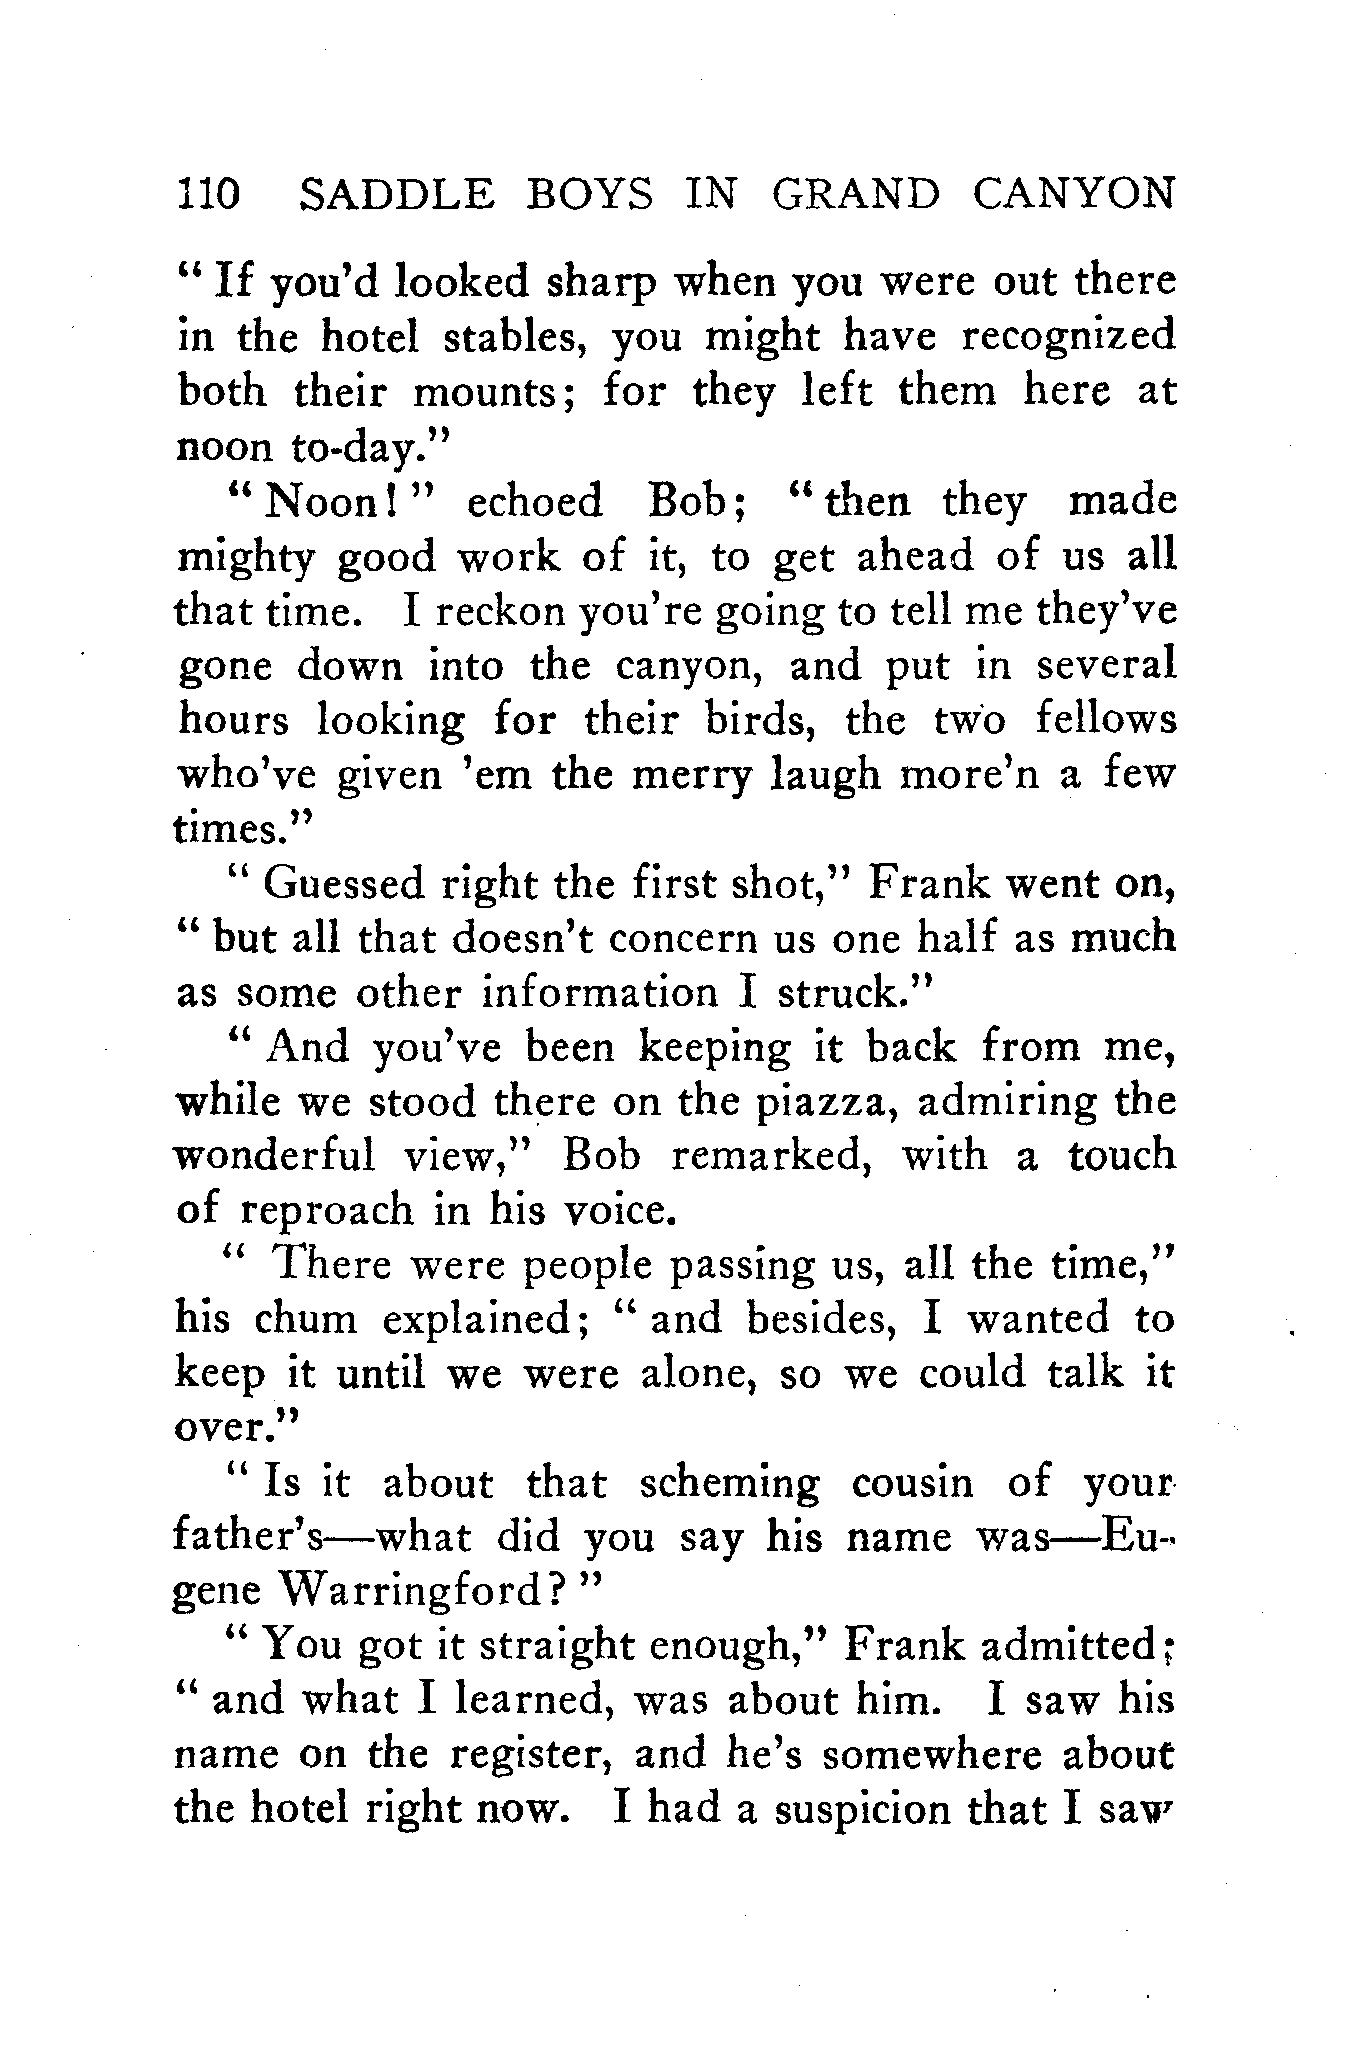 110 SADDLE BOYS IN GRAND CANYON
" If you'd looked sharp when you were out there
in the hotel stables, you might have recognized
both their mounts; for they left them here at
noon to-day."
" Noon! " echoed Bob; " then they made
mighty good work of it, to get ahead of us all
that time. I reckon you're going to tell me they've
gone down into the canyon, and put in several
hours looking for their birds, the two fellows
who've given 'em the merry laugh more'n a few
times."
" Guessed right the first shot," Frank went on,
" but all that doesn't concern us one half as much
as some other information I struck."
" And you've been keeping it back from me,
while we stood there on the piazza, admiring the
wonderful view," Bob remarked, with a touch
of reproach in his voice.
" There were people passing us, all the time,"
his chum explained; " and besides, I wanted to
keep it until we were alone, so we could talk it
over."
" Is it about that scheming cousin of your
father's—what did you say his name was—Eu-
gene Warringford? "
" You got it straight enough," Frank admitted;
" and what I learned, was about him. I saw his
name on the register, and he's somewhere about
the hotel right now. I had a suspicion that I saw